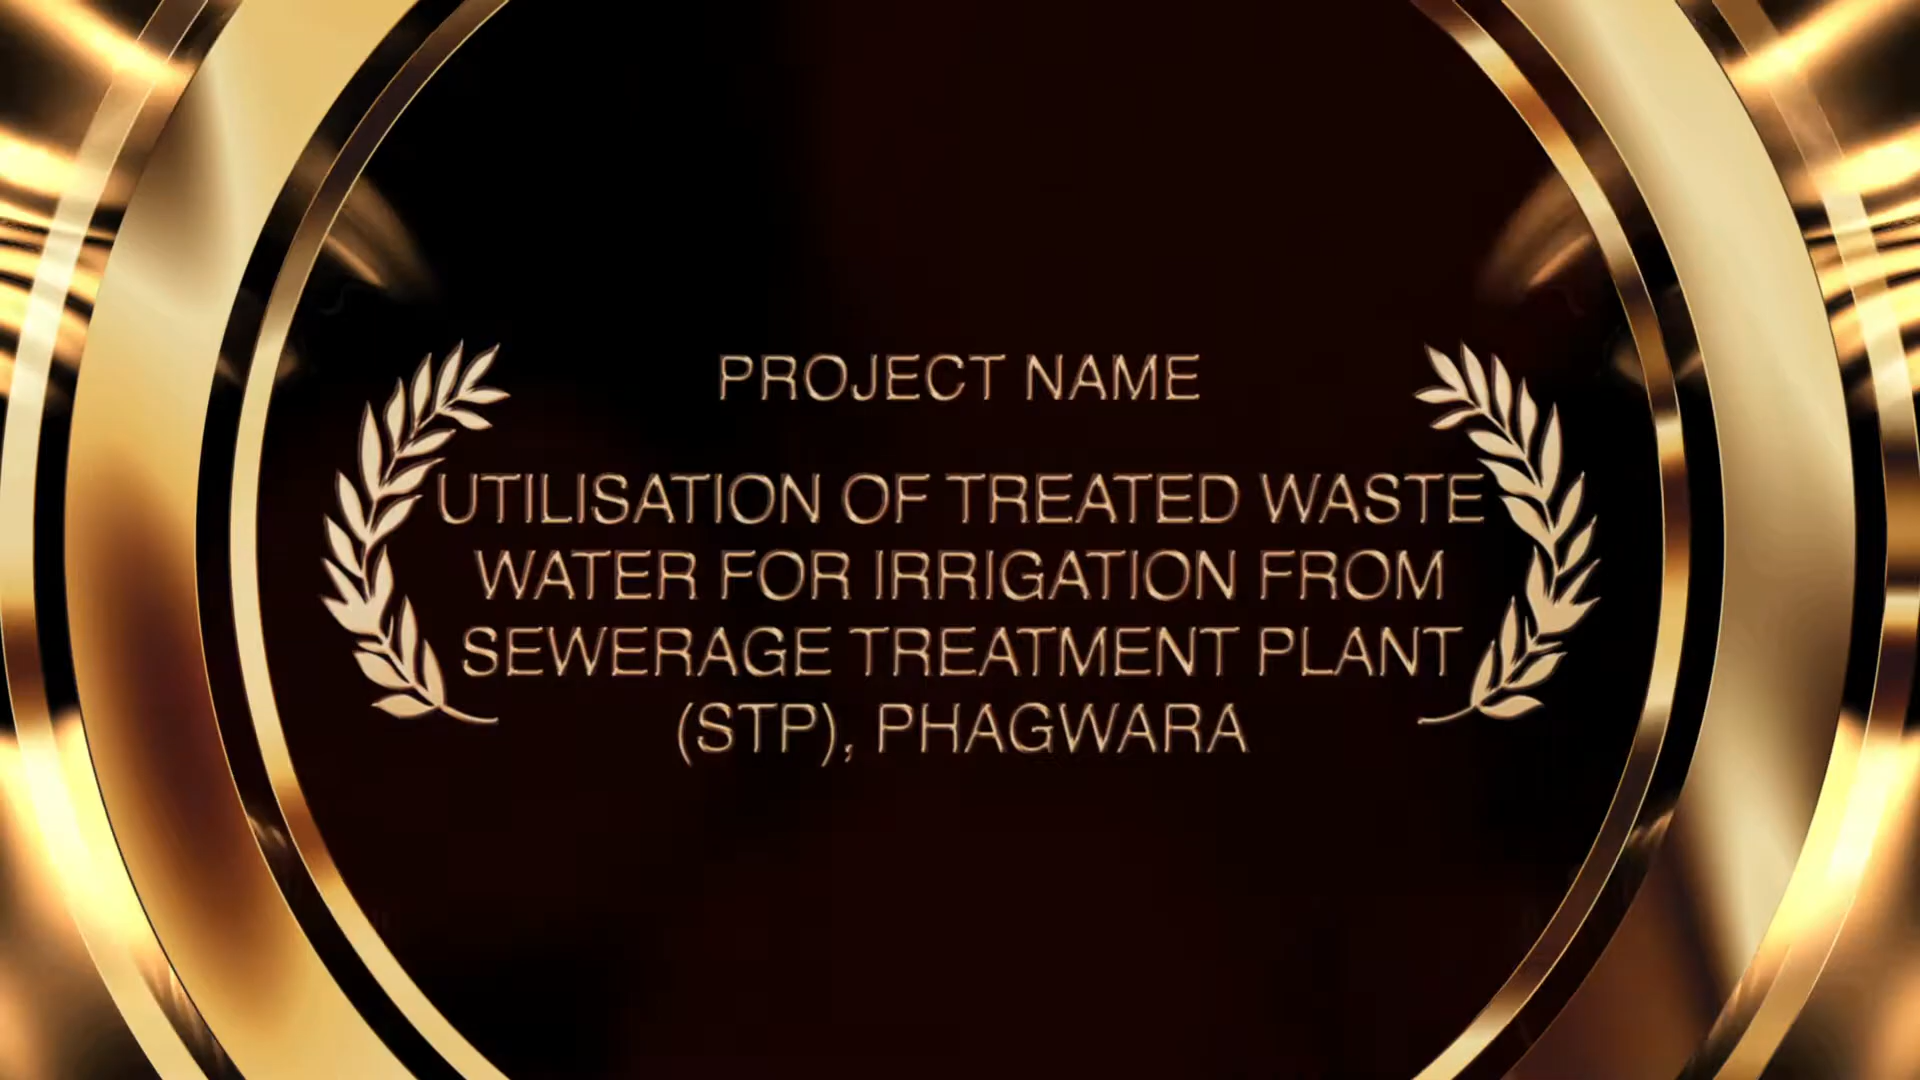 PROJECT NAME
UTILISATION OF TREATED WASTE
WATER FOR IRRIGATION FROM
SEWERAGE TREATMENT PLANT
(STP), PHAGWARA